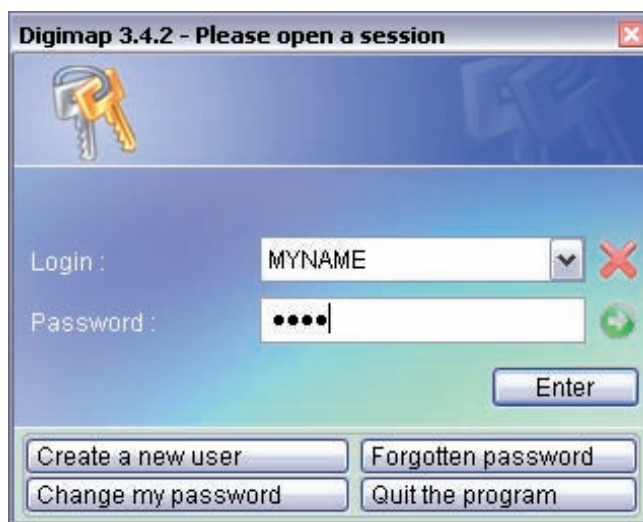 Digimap 3.4.2 - Please open a session
Login : MYNAME
Password : ••••
Enter
Create a new user Forgotten password
Change my password Quit the program